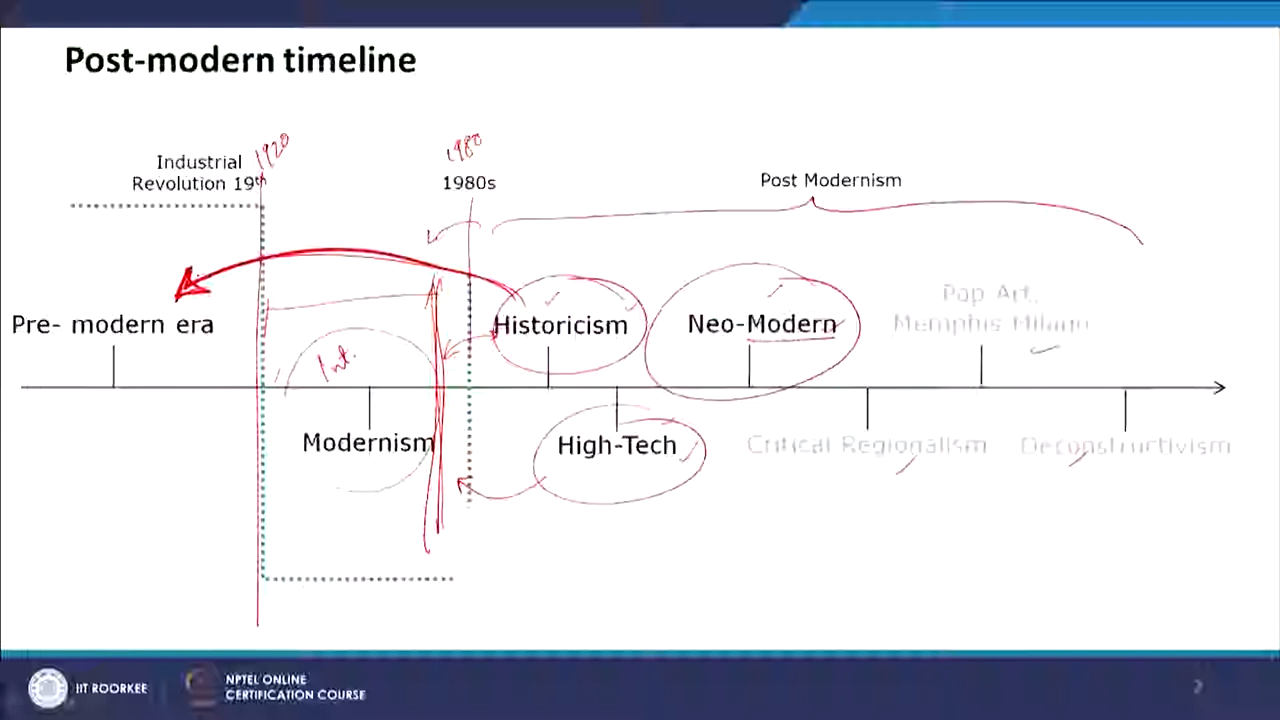 Post-modern timeline
1920
1980
Industrial
Revolution 19th
1980s
Post Modernism
Pre- modern era
Historicism
Neo-Modern
Pop Art,
Memphis Milano
Int.
Modernism
High-Tech
Critical Regionalism
Deconstructivism
IIT ROORKEE
NPTEL ONLINE
CERTIFICATION COURSE
2